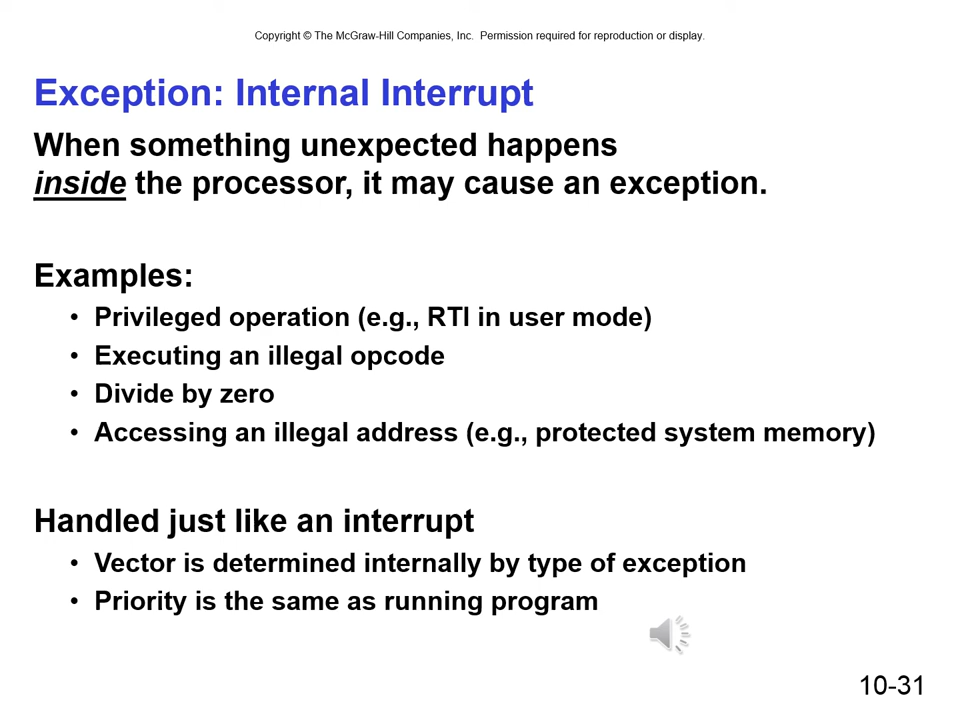 Copyright © The McGraw-Hill Companies, Inc.  Permission required for reproduction or display.
Exception: Internal Interrupt
When something unexpected happens
inside the processor, it may cause an exception.
Examples:
• Privileged operation (e.g., RTI in user mode)
• Executing an illegal opcode
• Divide by zero
• Accessing an illegal address (e.g., protected system memory)
Handled just like an interrupt
• Vector is determined internally by type of exception
• Priority is the same as running program
10-31